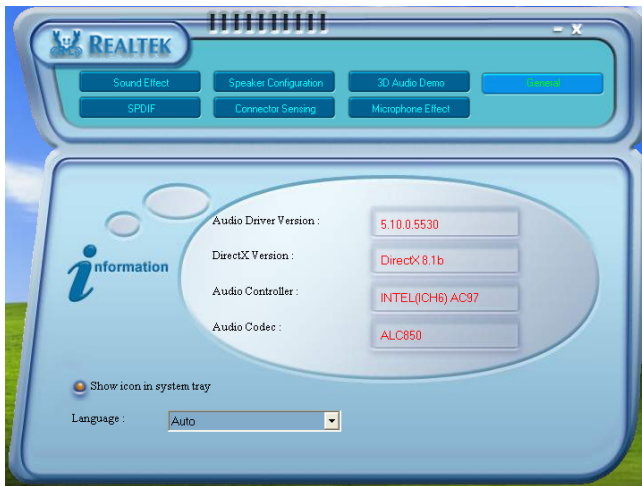 REALTEK
Sound Effect
Speaker Configuration
3D Audio Demo
General
SPDIF
Connector Sensing
Microphone Effect
information
Audio Driver Version :
5.10.0.5530
DirectX Version :
DirectX 8.1b
Audio Controller :
INTEL(ICH6) AC97
Audio Codec :
ALC850
Show icon in system tray
Language :
Auto